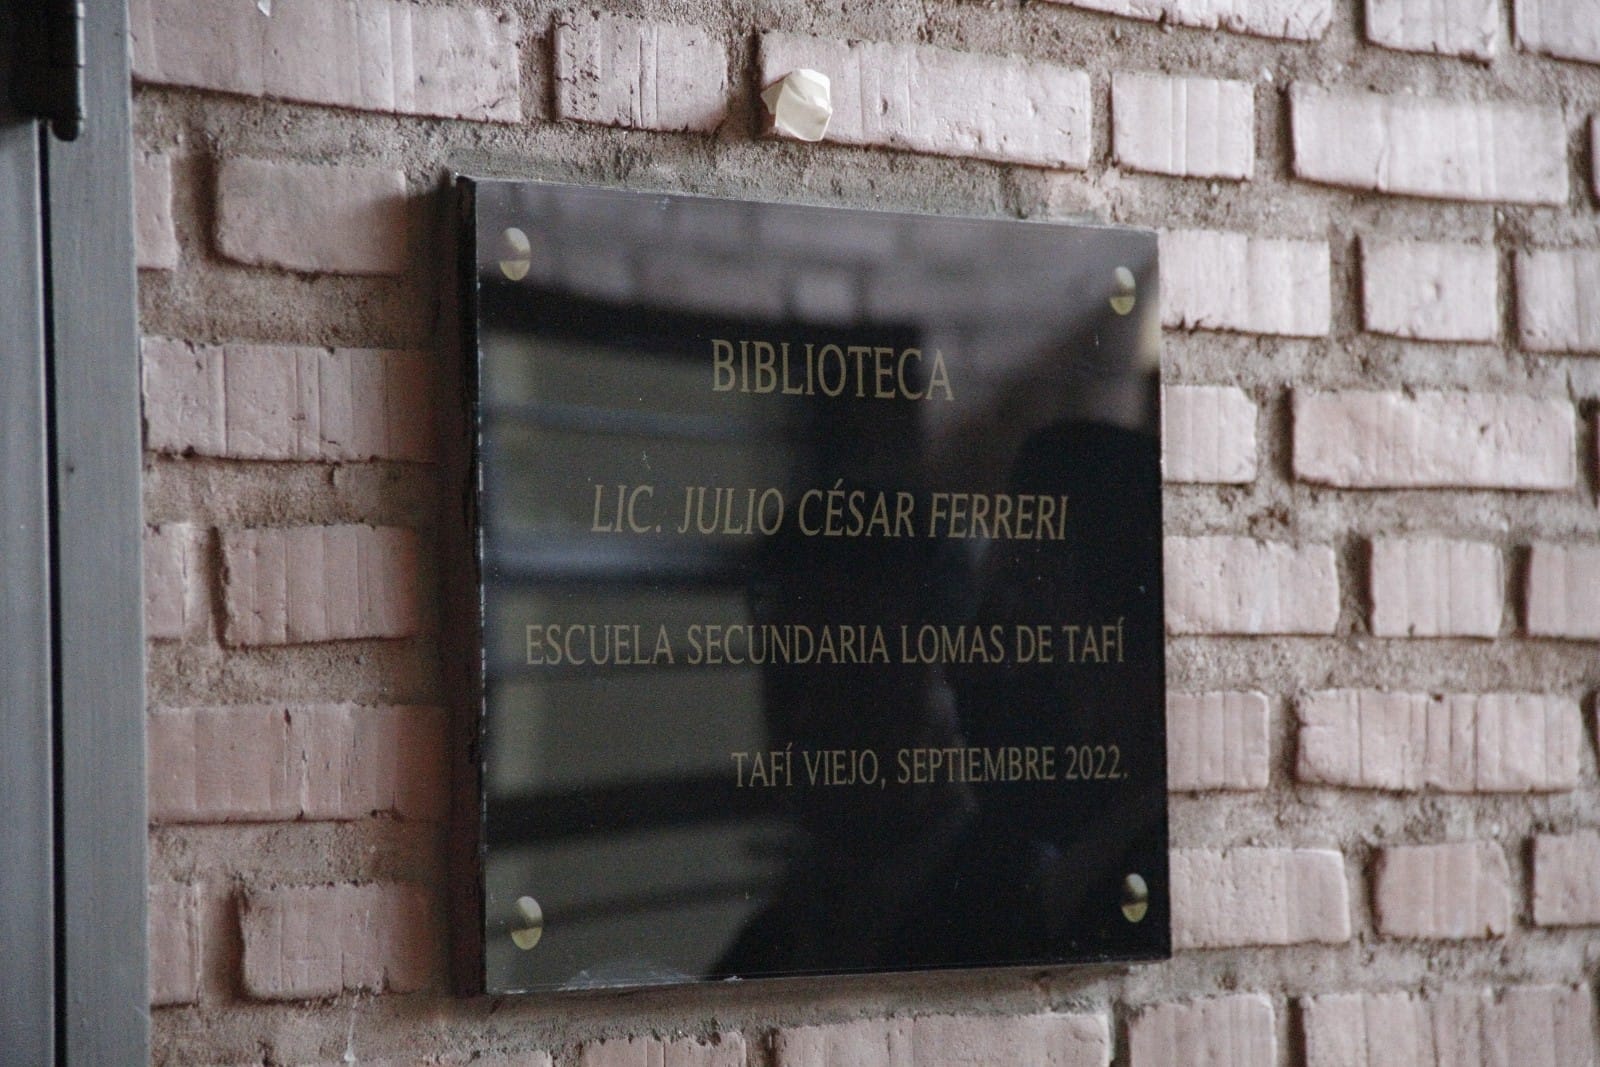 BIBLIOTECA
LIC. JULIO CÉSAR FERRERI
ESCUELA SECUNDARIA LOMAS DE TAFÍ
TAFÍ VIEJO, SEPTIEMBRE 2022.